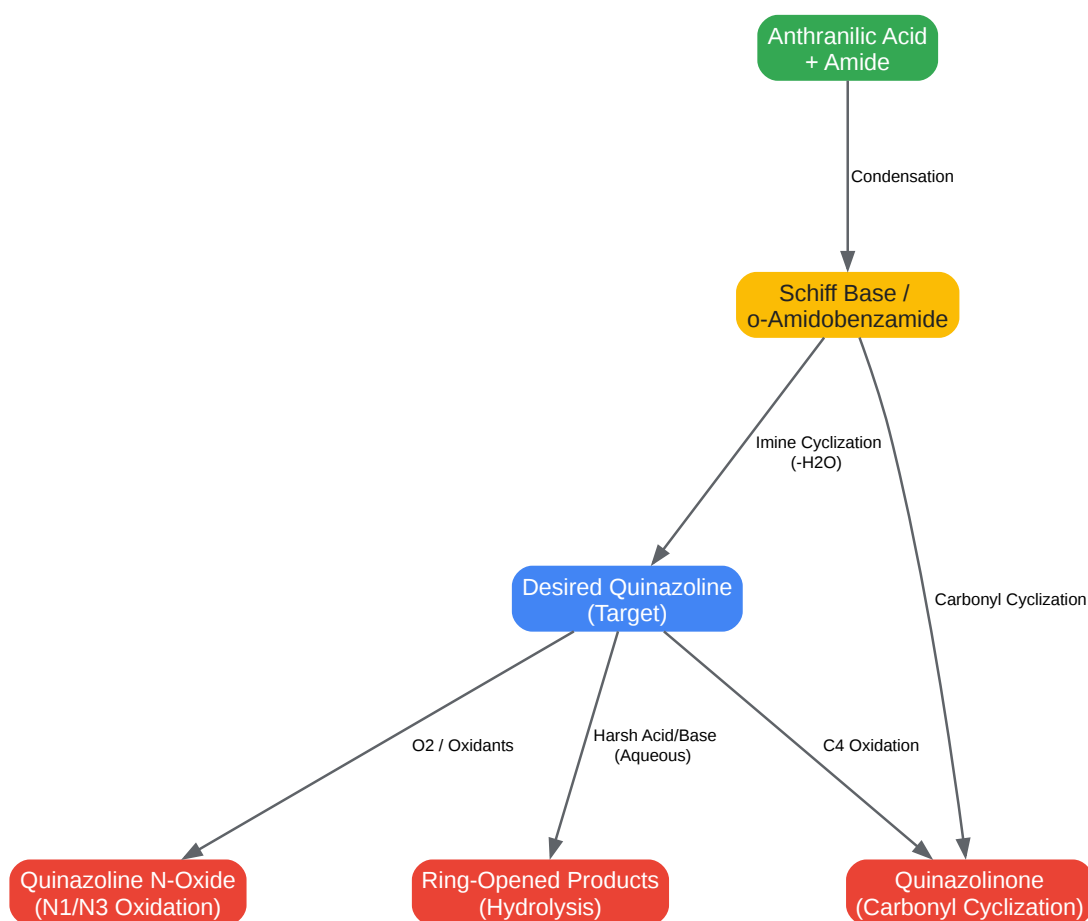 Anthranilic Acid
+ Amide
Condensation
Schiff Base /
o-Amidobenzamide
Imine Cyclization
(-H2O)
Desired Quinazoline
(Target)
Carbonyl Cyclization
O2 / Oxidants
Harsh Acid/Base
(Aqueous)
C4 Oxidation
Quinazoline N-Oxide
(N1/N3 Oxidation)
Ring-Opened Products
(Hydrolysis)
Quinazolinone
(Carbonyl Cyclization)